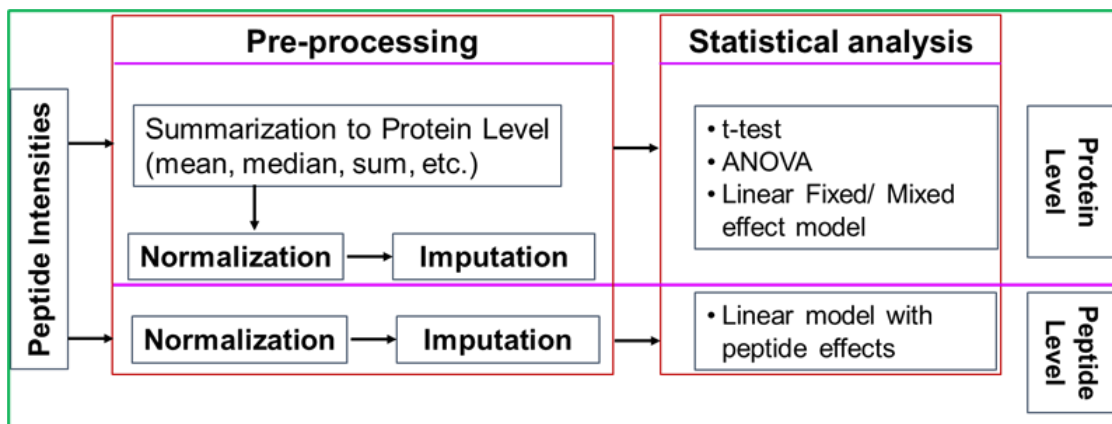 Pre-processing
Statistical analysis
Peptide Intensities
Summarization to Protein Level
(mean, median, sum, etc.)
Normalization
Imputation
• t-test
• ANOVA
• Linear Fixed/ Mixed
effect model
Protein
Level
Normalization
Imputation
• Linear model with
peptide effects
Peptide
Level